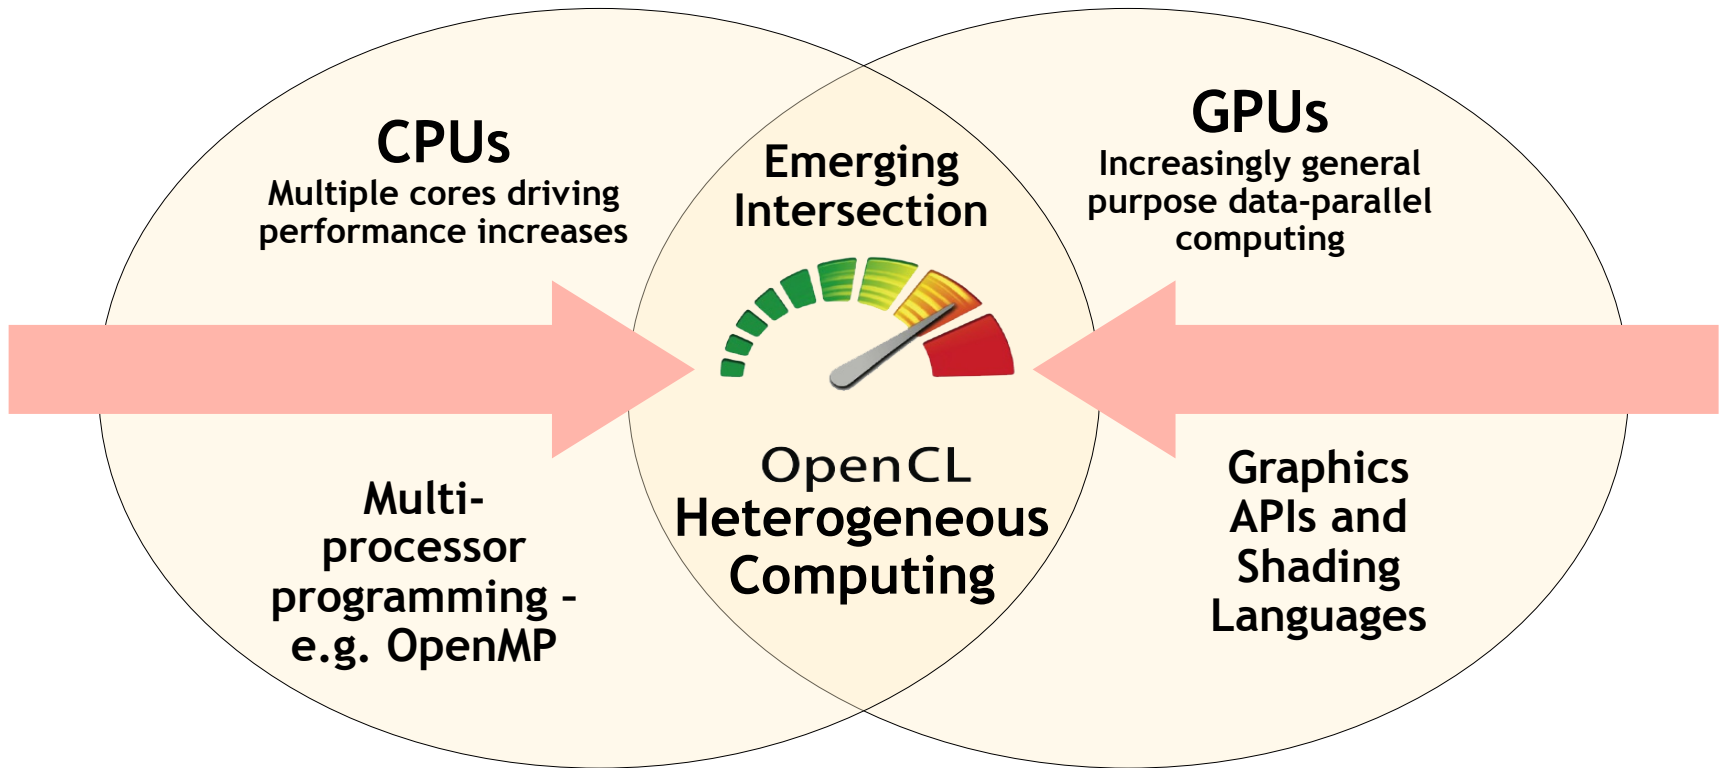 CPUs
Multiple cores driving
performance increases
Multi-
processor
programming –
e.g. OpenMP
Emerging
Intersection
OpenCL
Heterogeneous
Computing
GPUs
Increasingly general
purpose data-parallel
computing
Graphics
APIs and
Shading
Languages